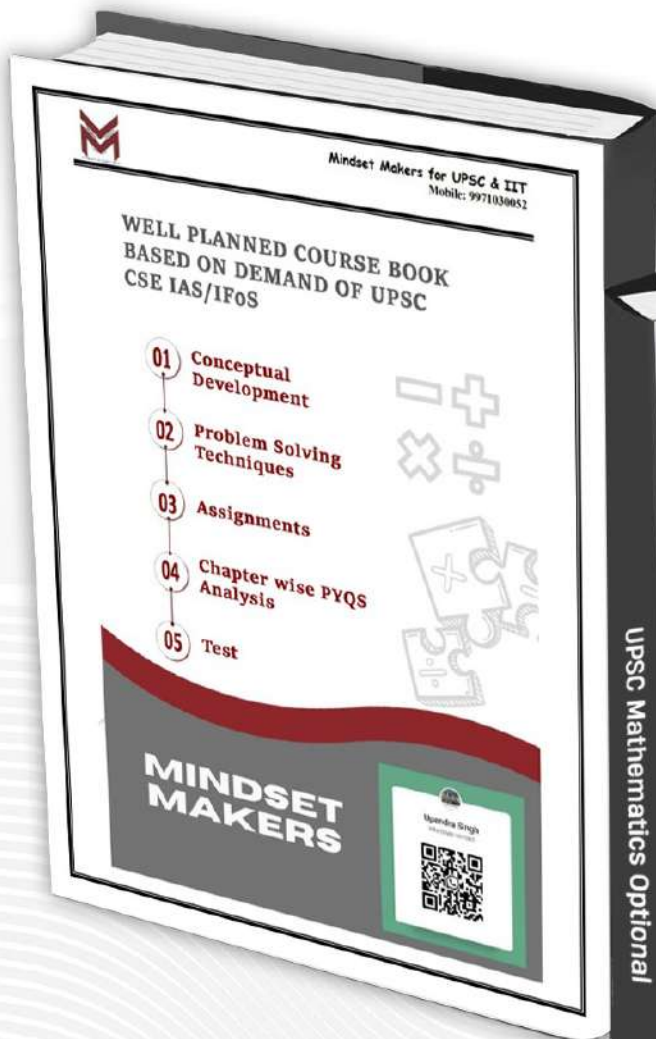 Mindset Makers for UPSC & IIT
Mobile: 9971030052
WELL PLANNED COURSE BOOK
BASED ON DEMAND OF UPSC
CSE IAS/IFoS
01 Conceptual
Development
02 Problem Solving
Techniques
03 Assignments
04 Chapter wise PYQS
Analysis
05 Test
MINDSET
MAKERS
Upendra Singh
UPSC Mathematics Optional